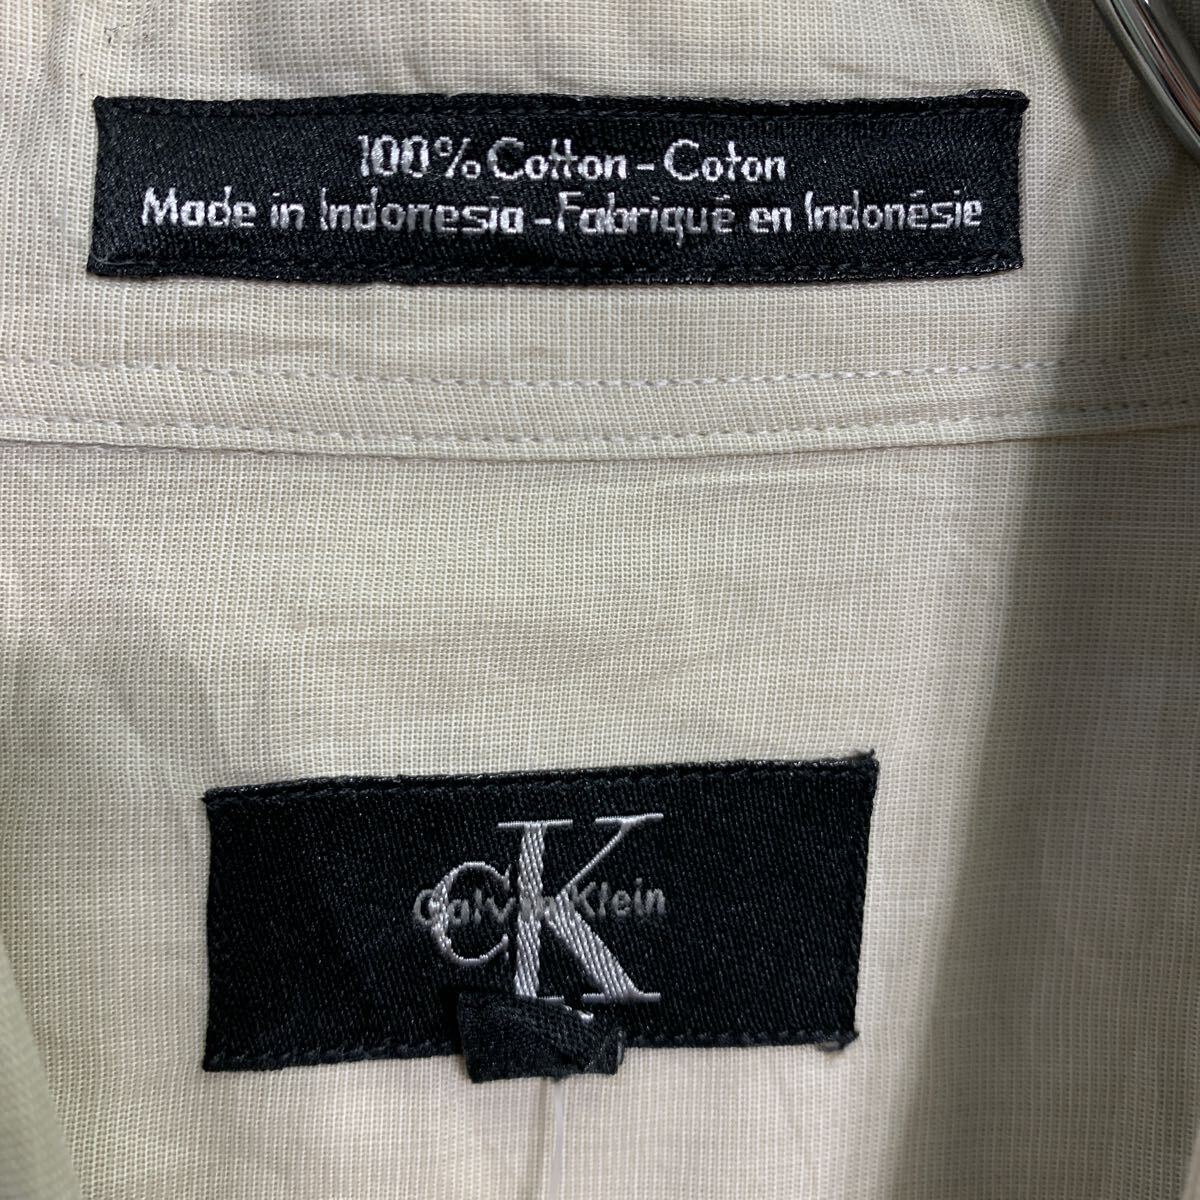 100% Cotton - Coton
Made in Indonesia - Fabriqué en Indonésie
CK
Calvin Klein